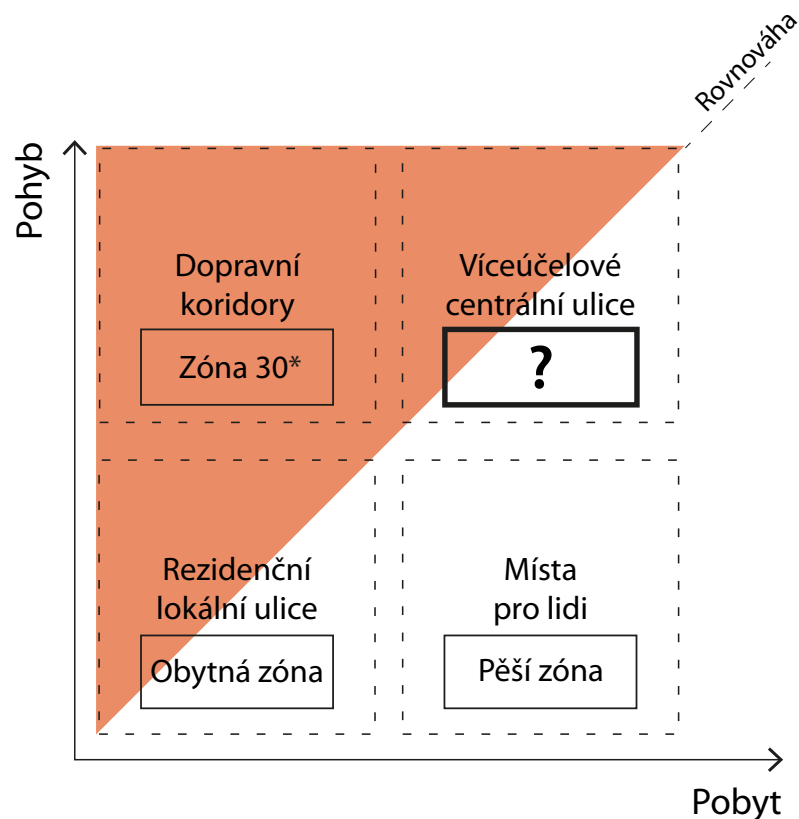 Rovnováha
Pohyb
Dopravní
koridory
Zóna 30*
Víceúčelové
centrální ulice
?
Rezidenční
lokální ulice
Obytná zóna
Místa
pro lidi
Pěší zóna
Pobyt